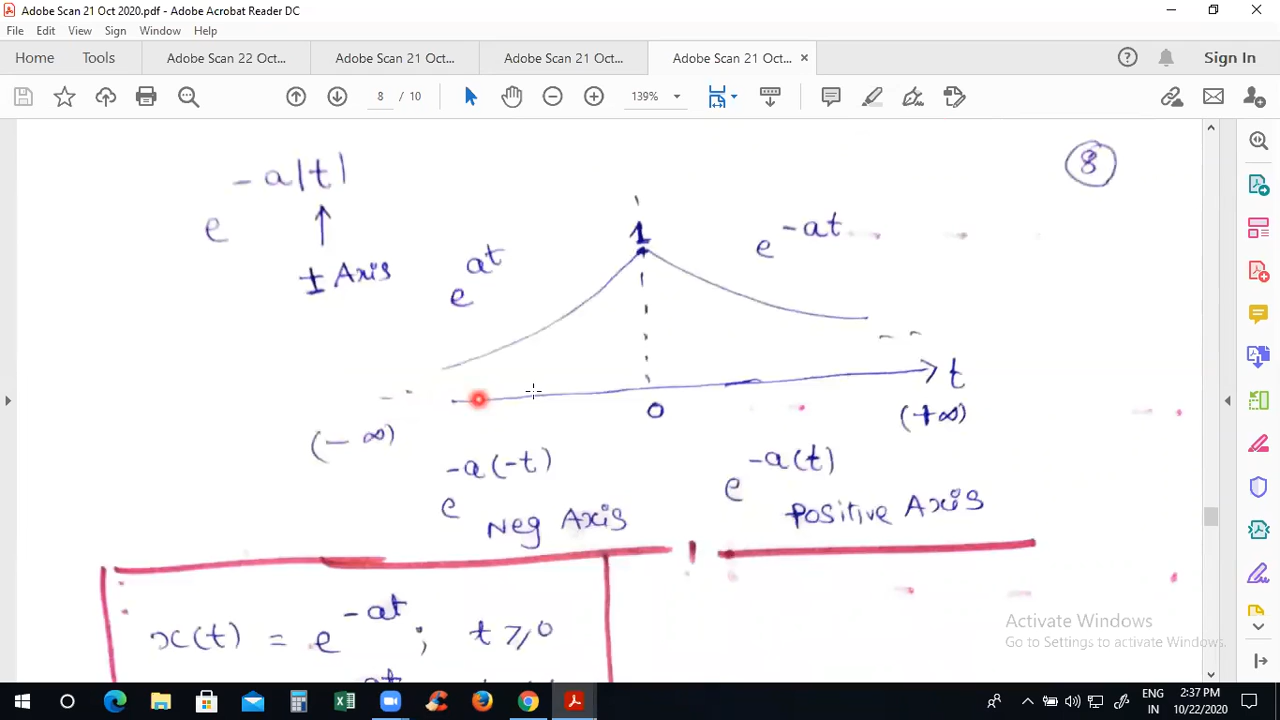 Adobe Scan 21 Oct 2020.pdf - Adobe Acrobat Reader DC
File Edit View Sign Window Help
Home Tools Adobe Scan 22 Oct... Adobe Scan 21 Oct... Adobe Scan 21 Oct... Adobe Scan 21 Oct... × Sign In
8 / 10 139%
8
e^-a|t|
± Axis
1
e^at
e^-at
t
0
(-∞)
(+∞)
e^-a(-t)
e^-a(t)
Neg Axis
Positive Axis
x(t) = e^-at ; t ≥ 0
Activate Windows
Go to Settings to activate Windows.
ENG 2:37 PM
IN 10/22/2020